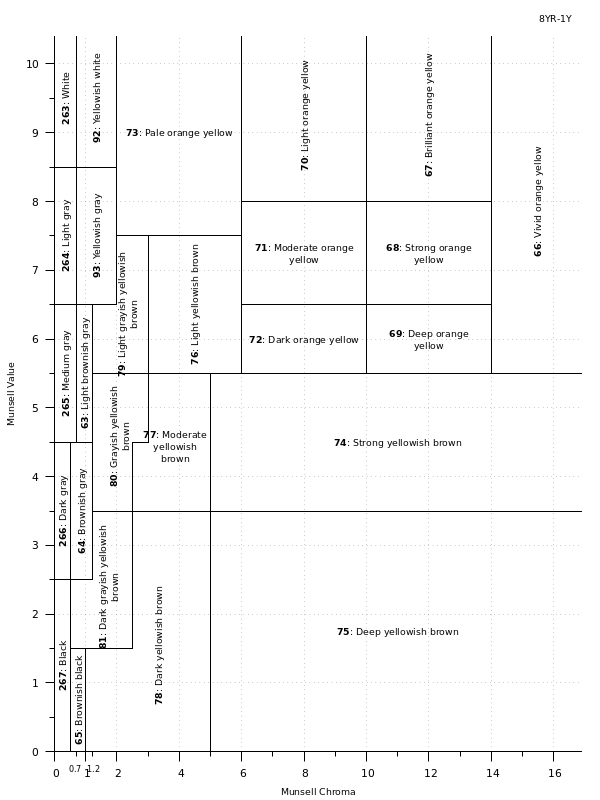 8YR-1Y
10
9
8
7
6
5
4
3
2
1
0
Munsell Value
263: White
92: Yellowish white
73: Pale orange yellow
70: Light orange yellow
67: Brilliant orange yellow
66: Vivid orange yellow
264: Light gray
93: Yellowish gray
79: Light grayish yellowish
brown
76: Light yellowish brown
71: Moderate orange
yellow
68: Strong orange
yellow
265: Medium gray
63: Light brownish gray
72: Dark orange yellow
69: Deep orange
yellow
80: Grayish yellowish
brown
77: Moderate
yellowish
brown
74: Strong yellowish brown
266: Dark gray
64: Brownish gray
81: Dark grayish yellowish
brown
78: Dark yellowish brown
75: Deep yellowish brown
267: Black
65: Brownish black
0 1 2 4 6 8 10 12 14 16
0.7 1.2
Munsell Chroma